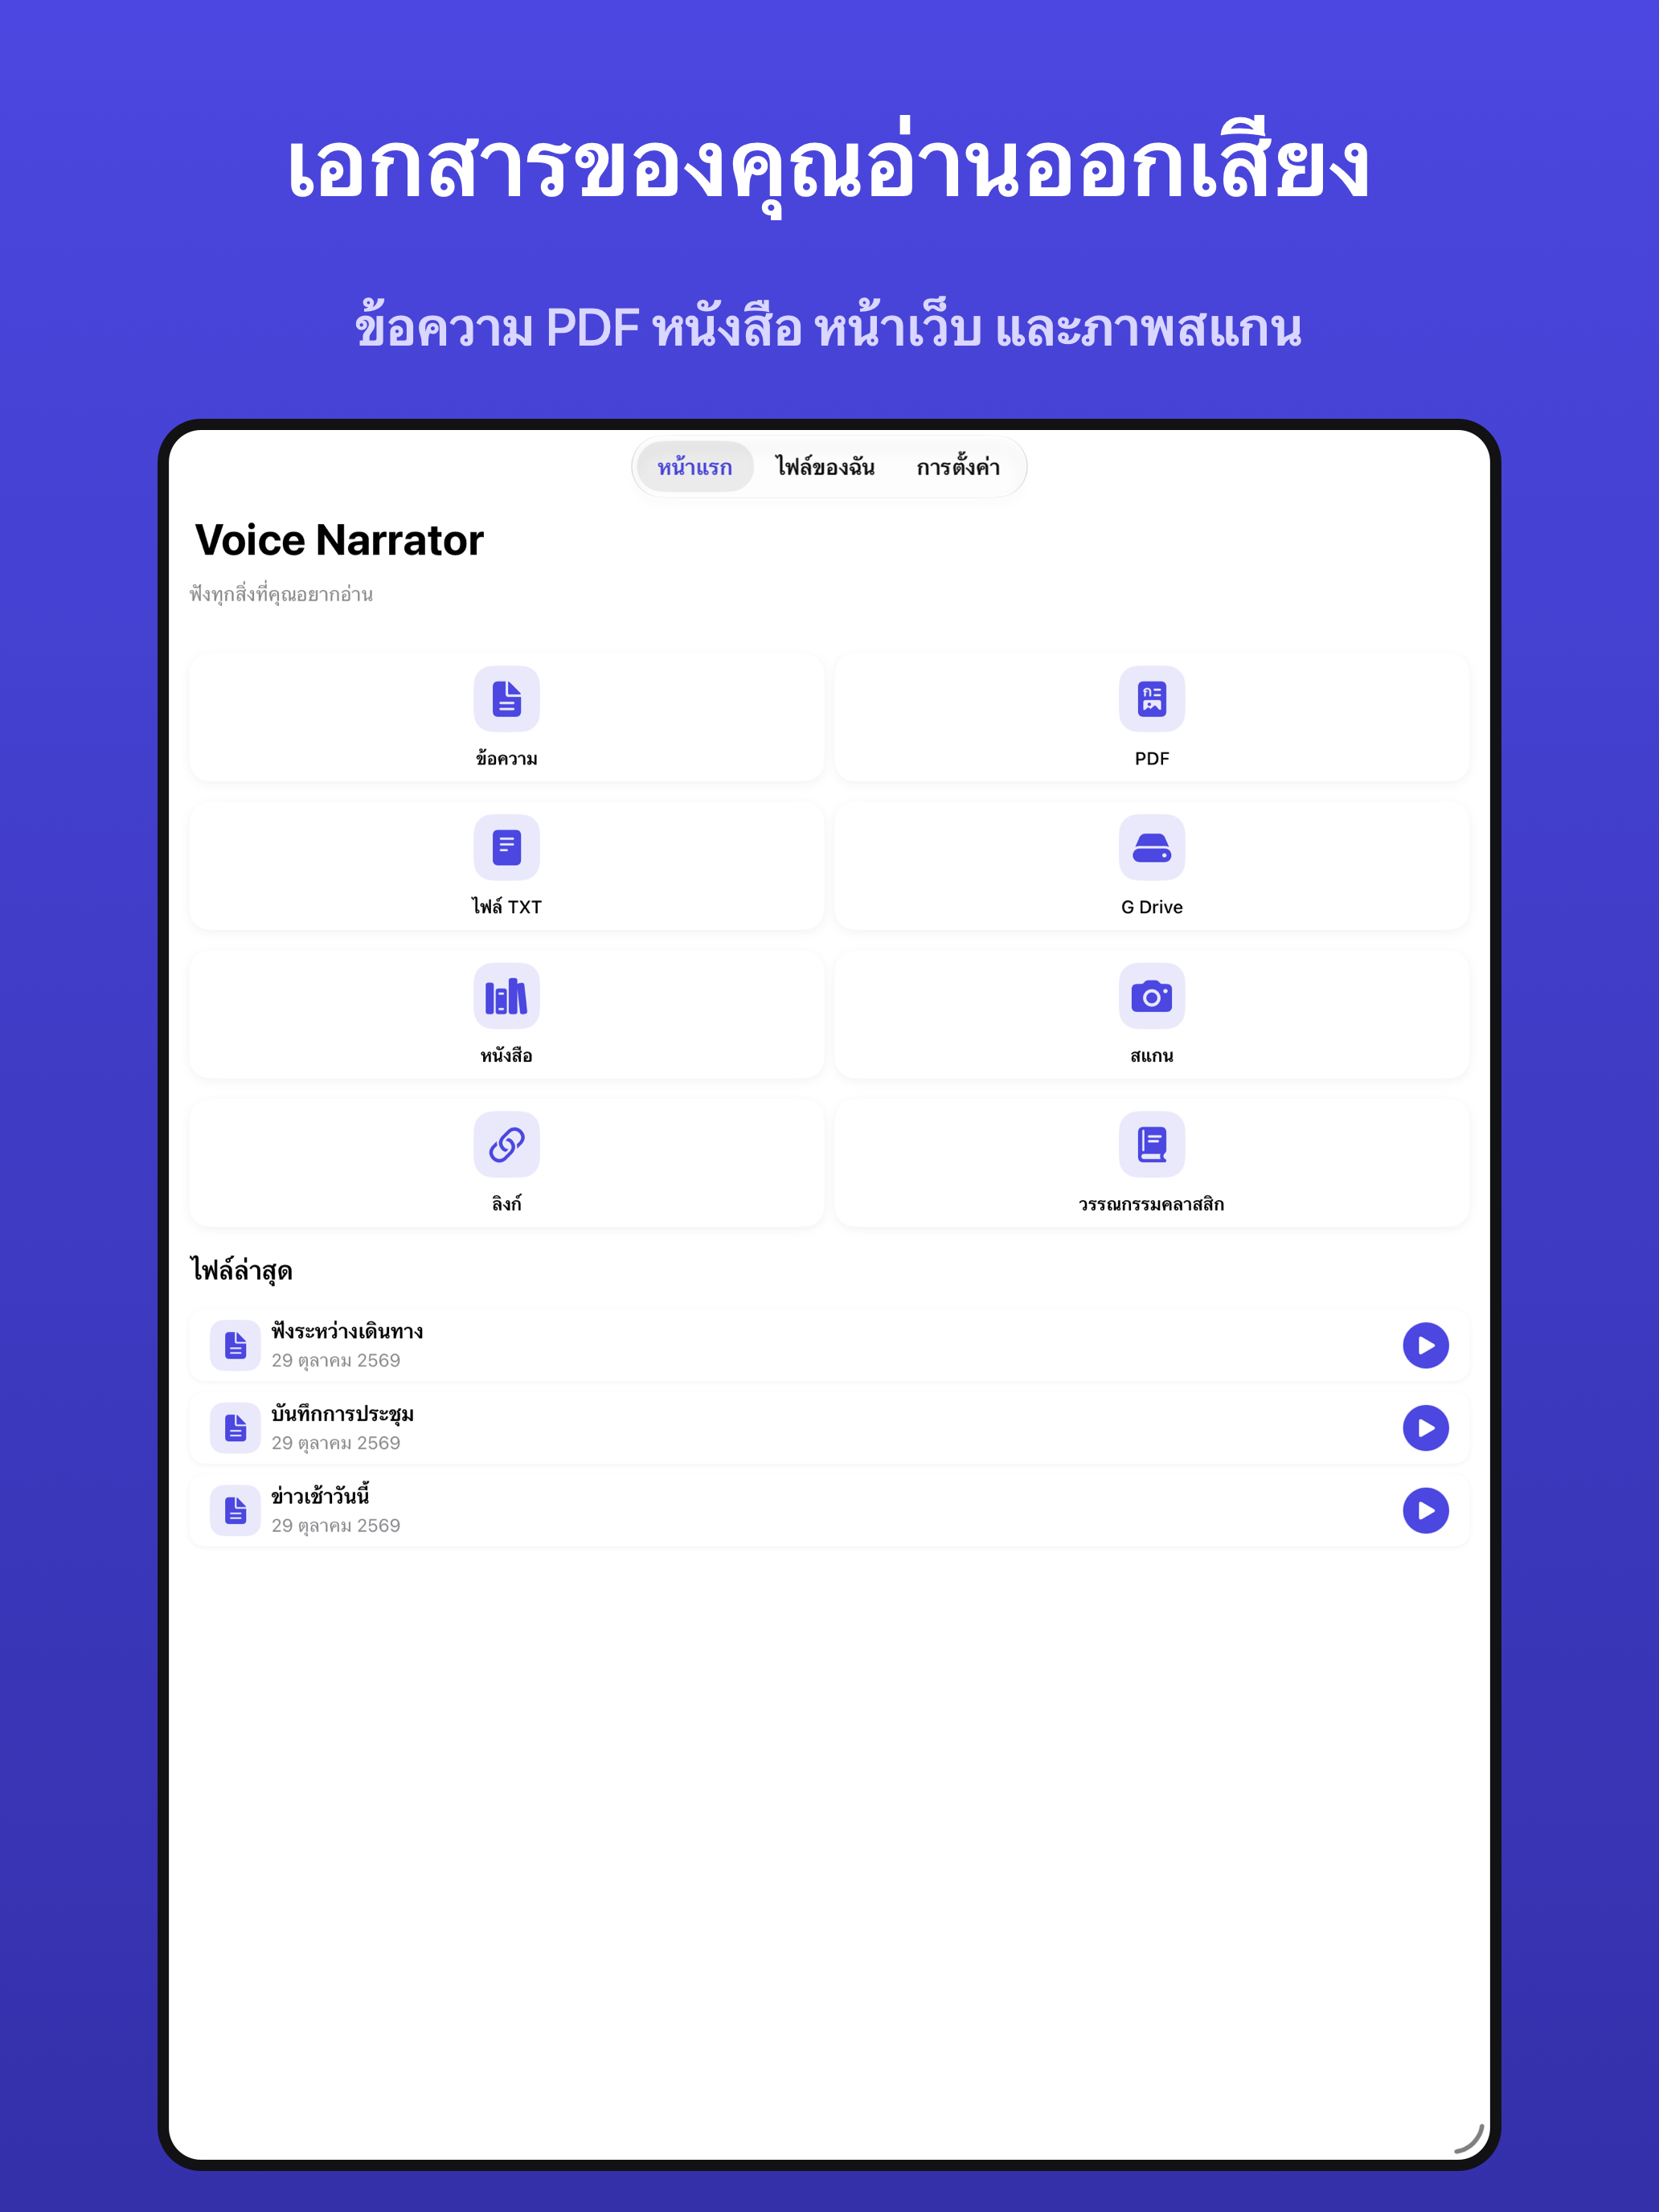 เอกสารของคุณอ่านออกเสียง
ข้อความ PDF หนังสือ หน้าเว็บ และภาพสแกน
หน้าแรก ไฟล์ของฉัน การตั้งค่า
Voice Narrator
ฟังทุกสิ่งที่คุณอยากอ่าน
ข้อความ PDF
ไฟล์ TXT G Drive
หนังสือ สแกน
ลิงก์ วรรณกรรมคลาสสิก
ไฟล์ล่าสุด
ฟังระหว่างเดินทาง
29 ตุลาคม 2569
บันทึกการประชุม
29 ตุลาคม 2569
ข่าวเช้าวันนี้
29 ตุลาคม 2569